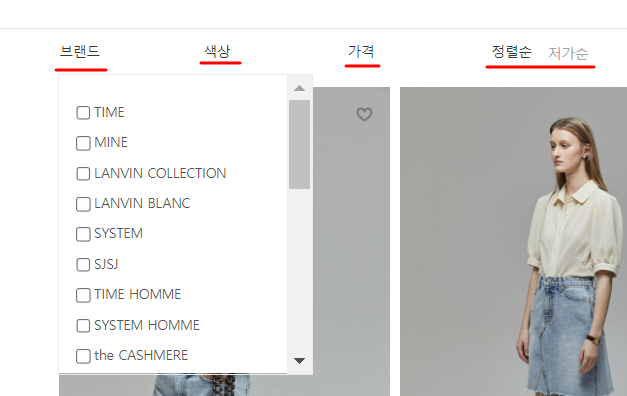 브랜드 색상 가격 정렬순 저가순
TIME
MINE
LANVIN COLLECTION
LANVIN BLANC
SYSTEM
SJSJ
TIME HOMME
SYSTEM HOMME
the CASHMERE